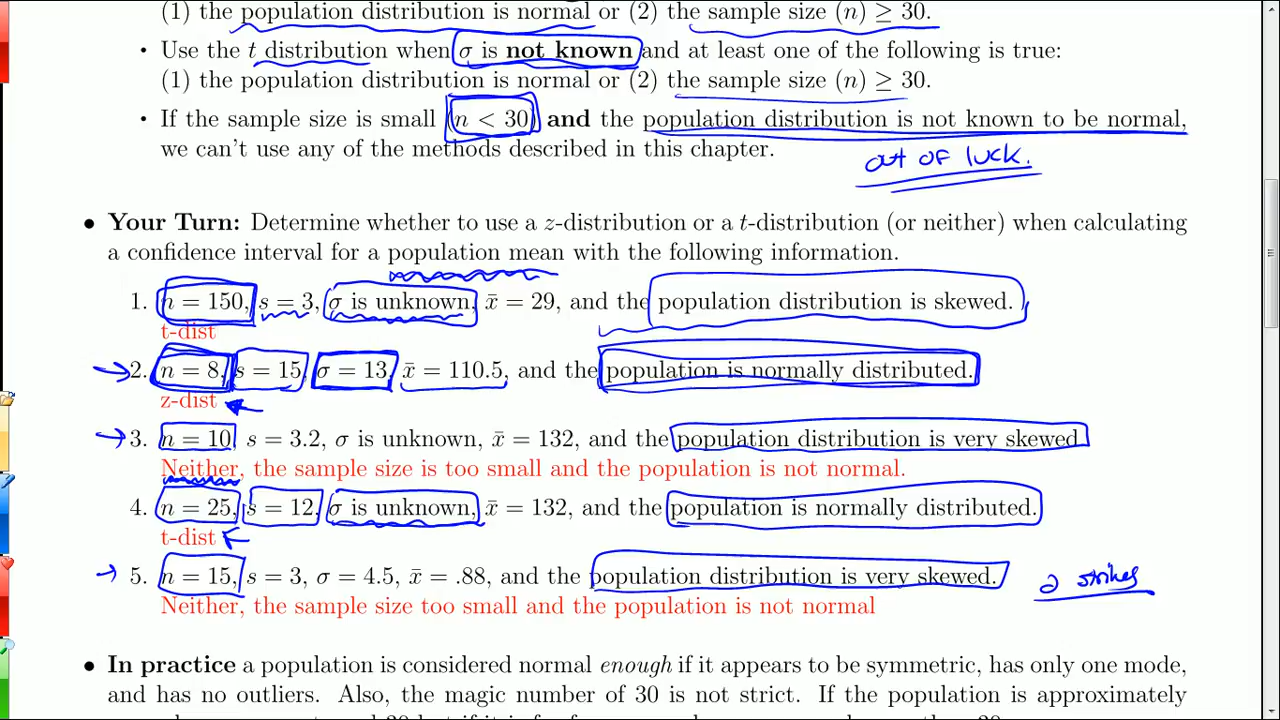 (1) the population distribution is normal or (2) the sample size (n) ≥ 30.
• Use the t distribution when σ is not known and at least one of the following is true:
(1) the population distribution is normal or (2) the sample size (n) ≥ 30.
• If the sample size is small (n < 30) and the population distribution is not known to be normal,
we can't use any of the methods described in this chapter.
out of luck.
• Your Turn: Determine whether to use a z-distribution or a t-distribution (or neither) when calculating
a confidence interval for a population mean with the following information.
1. n = 150, s = 3, σ is unknown, x̄ = 29, and the population distribution is skewed.
t-dist
2. n = 8, s = 15, σ = 13, x̄ = 110.5, and the population is normally distributed.
z-dist
3. n = 10, s = 3.2, σ is unknown, x̄ = 132, and the population distribution is very skewed.
Neither, the sample size is too small and the population is not normal.
4. n = 25, s = 12, σ is unknown, x̄ = 132, and the population is normally distributed.
t-dist
5. n = 15, s = 3, σ = 4.5, x̄ = .88, and the population distribution is very skewed.
2 strikes
Neither, the sample size too small and the population is not normal
• In practice a population is considered normal enough if it appears to be symmetric, has only one mode,
and has no outliers. Also, the magic number of 30 is not strict. If the population is approximately